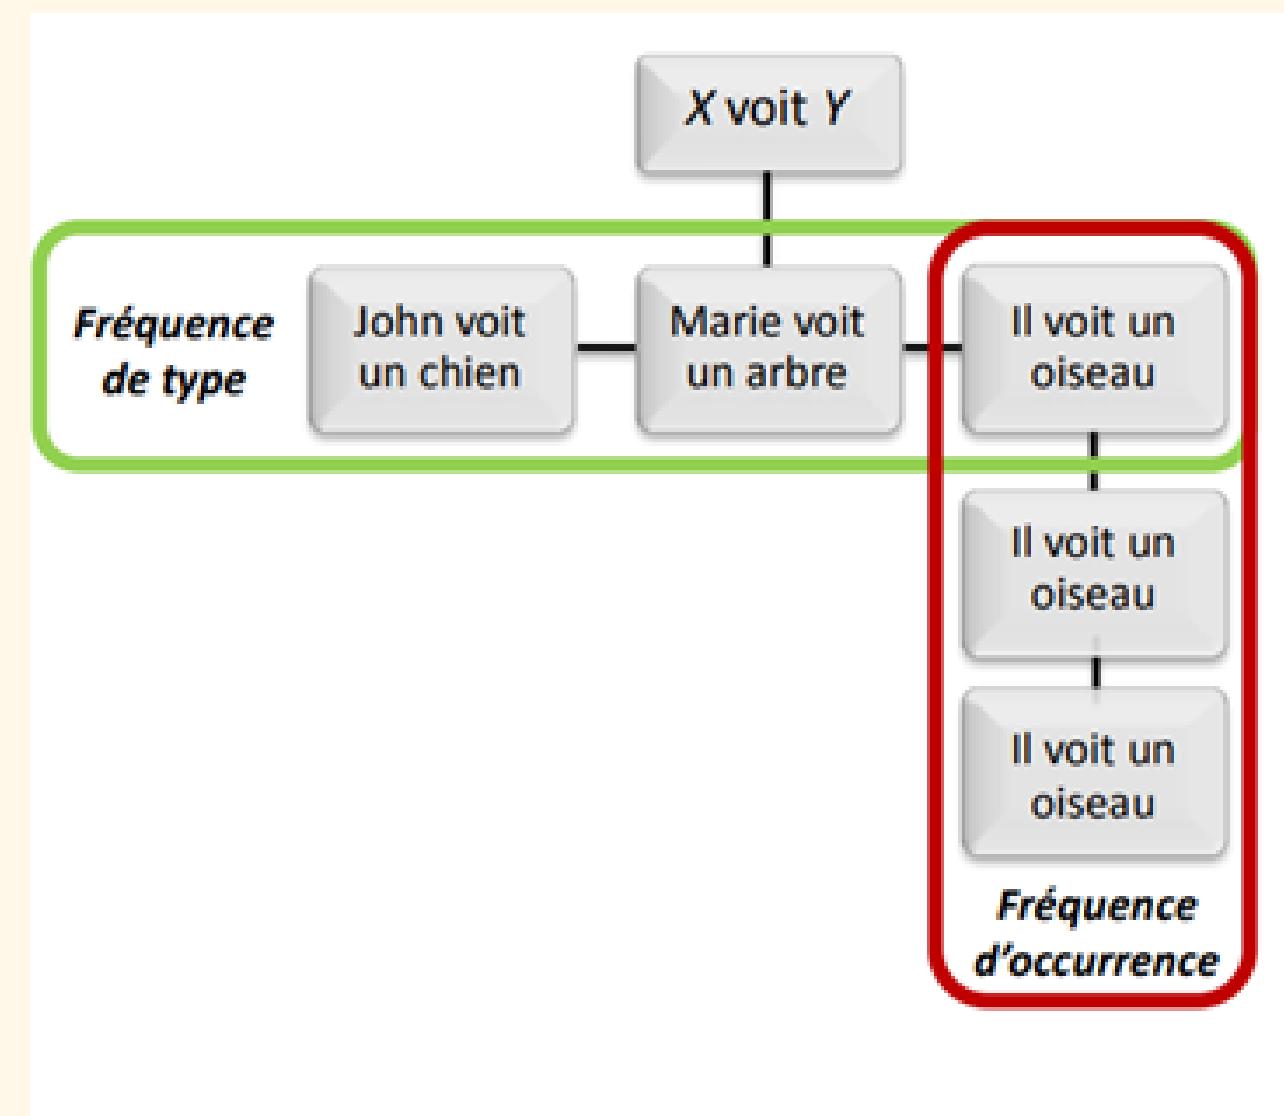 X voit Y
Fréquence
de type
John voit
un chien
Marie voit
un arbre
Il voit un
oiseau
Il voit un
oiseau
Il voit un
oiseau
Fréquence
d’occurrence